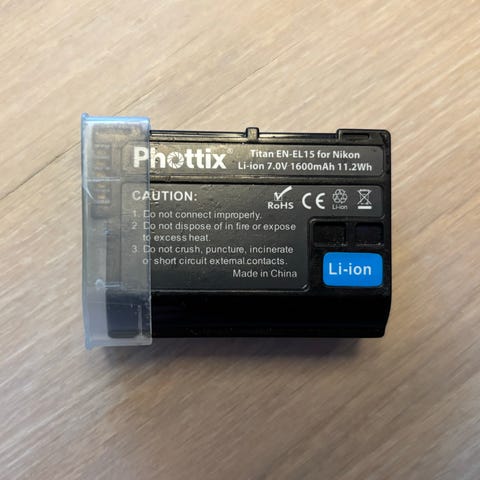 Phottix
Titan EN-EL15 for Nikon
Li-ion 7.0V 1600mAh 11.2Wh
CAUTION:
1. Do not connect improperly.
2. Do not dispose of in fire or expose
to excess heat.
3. Do not crush, puncture, incinerate
or short circuit external.contacts.
Made in China
RoHS
CE
Li-ion
Li-ion